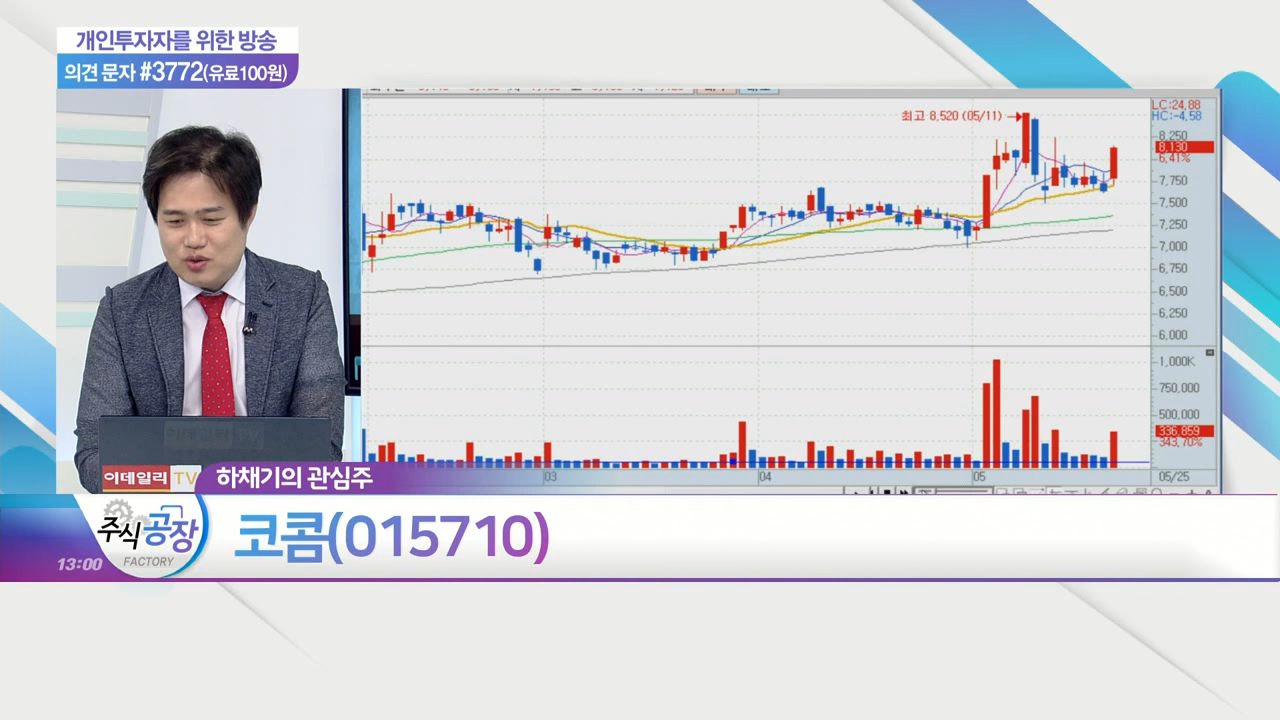 개인투자자를 위한 방송
의견 문자 #3772(유료100원)
최고 8,520 (05/11)
LC:24,88
HC:-4,58
8,250
8,130
6,41%
7,750
7,500
7,250
7,000
6,750
6,500
6,250
6,000
1,000K
750,000
500,000
336,859
343,70%
03
04
05
05/25
이데일리 TV
하채기의 관심주
주식공장
FACTORY
13:00
코콤(015710)